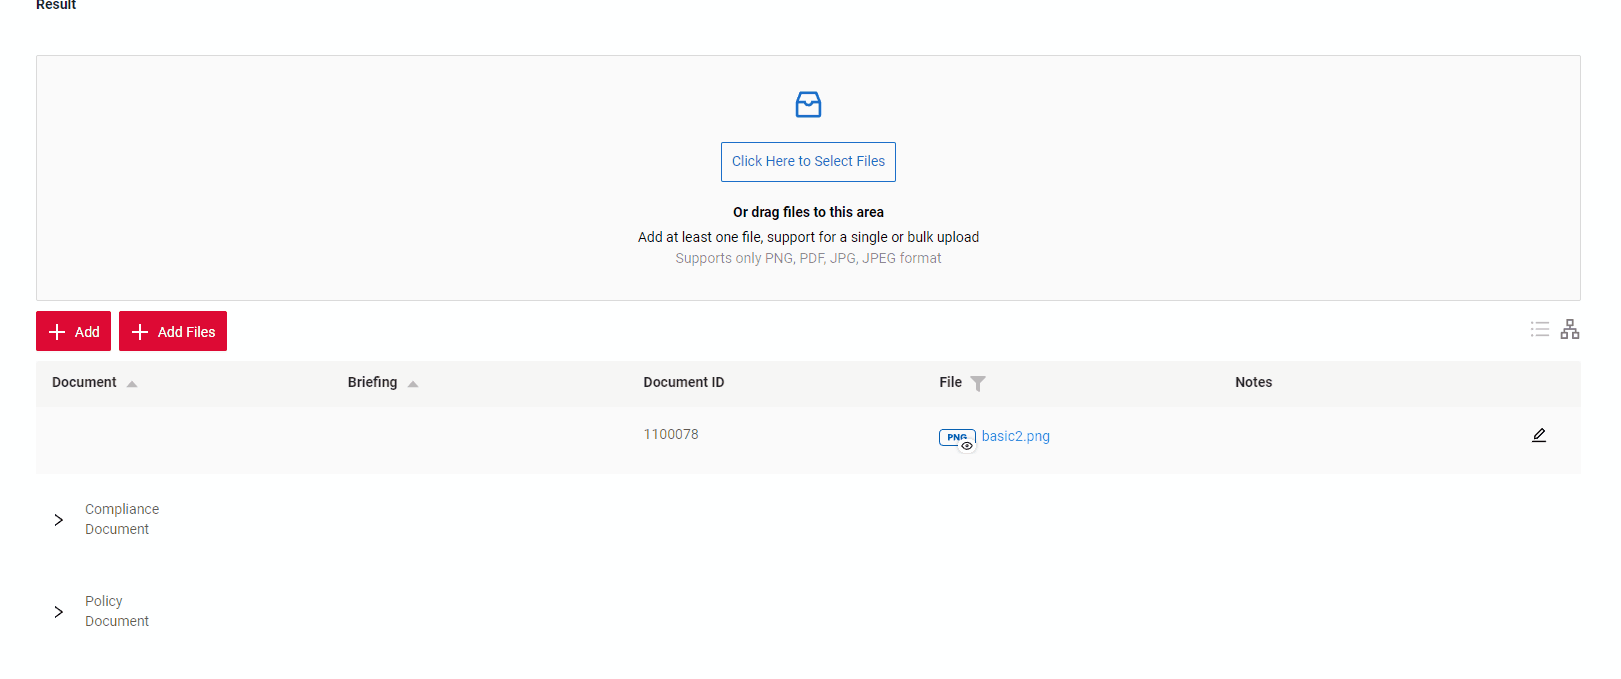 Result
Click Here to Select Files
Or drag files to this area
Add at least one file, support for a single or bulk upload
Supports only PNG, PDF, JPG, JPEG format
Add
Add Files
Document
Briefing
Document ID
File
Notes
1100078
PNG
basic2.png
Compliance
Document
Policy
Document